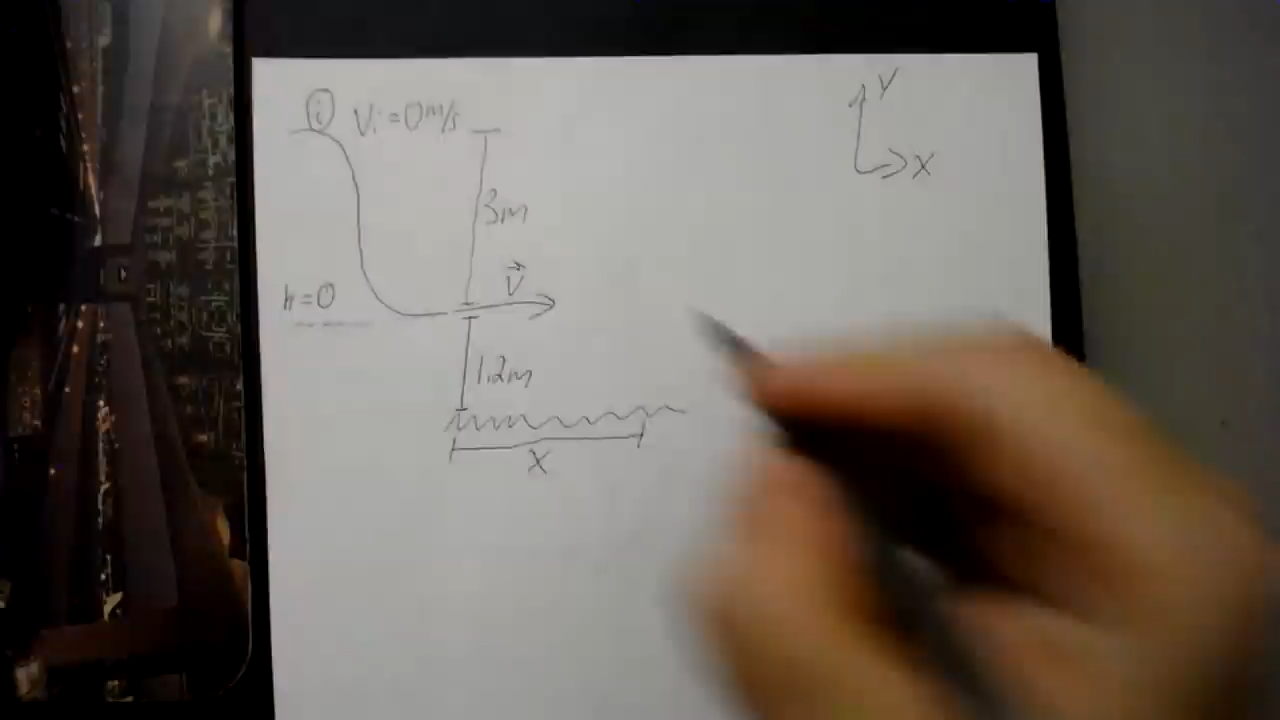 i Vi = 0 m/s
y
x
3m
V
h = 0
1.2m
x